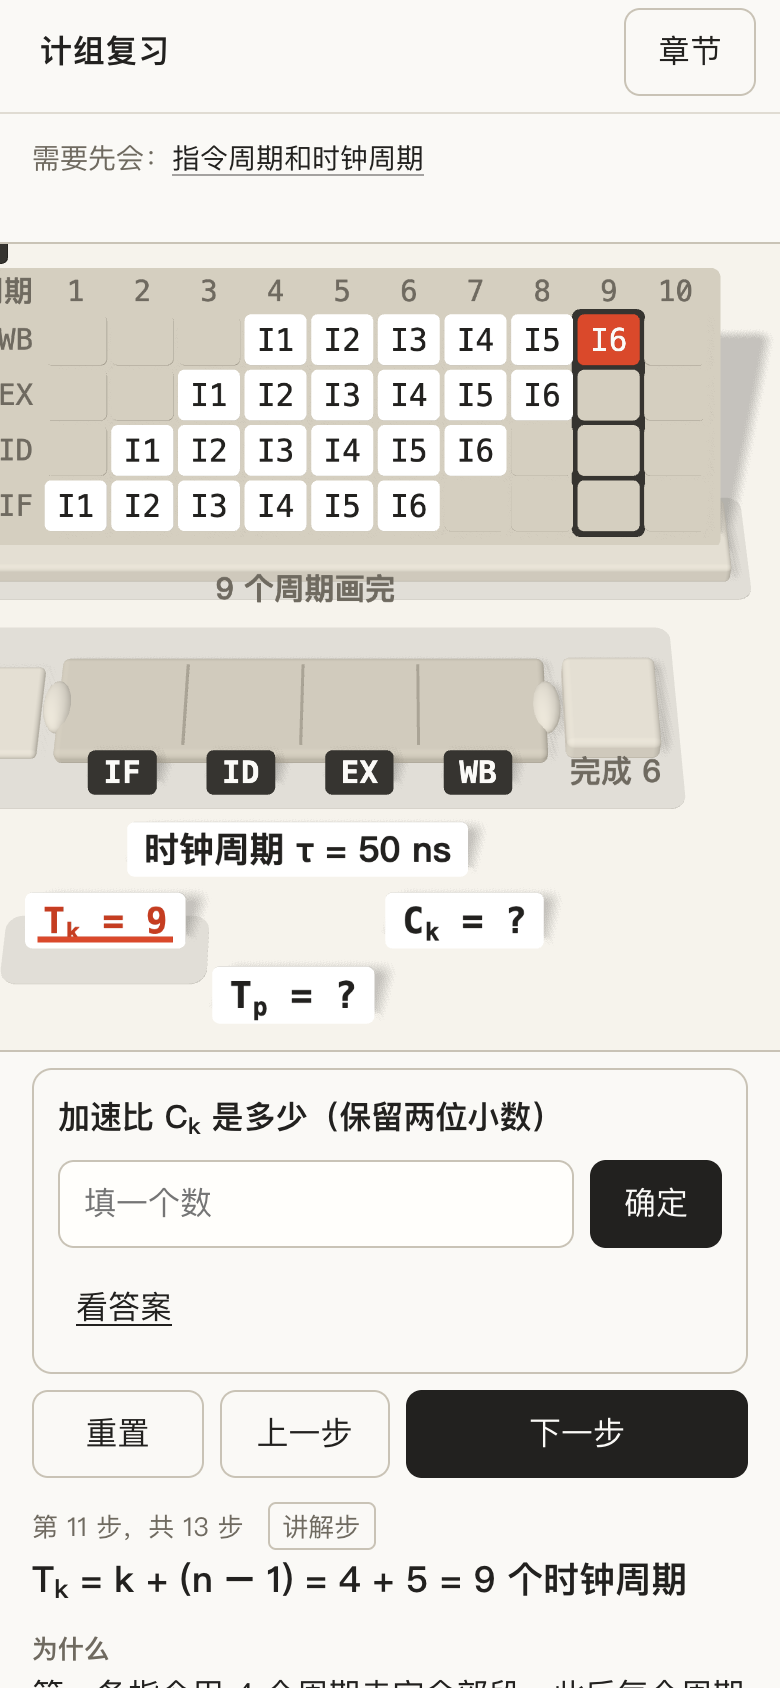 计组复习
章节
需要先会：指令周期和时钟周期
期 1 2 3 4 5 6 7 8 9 10
WB I1 I2 I3 I4 I5 I6
EX I1 I2 I3 I4 I5 I6
ID I1 I2 I3 I4 I5 I6
IF I1 I2 I3 I4 I5 I6
9 个周期画完
IF ID EX WB
完成 6
时钟周期 τ = 50 ns
Tk = 9
Ck = ?
Tp = ?
加速比 Ck 是多少（保留两位小数）
填一个数
确定
看答案
重置
上一步
下一步
第 11 步，共 13 步
讲解步
Tk = k + (n − 1) = 4 + 5 = 9 个时钟周期
为什么